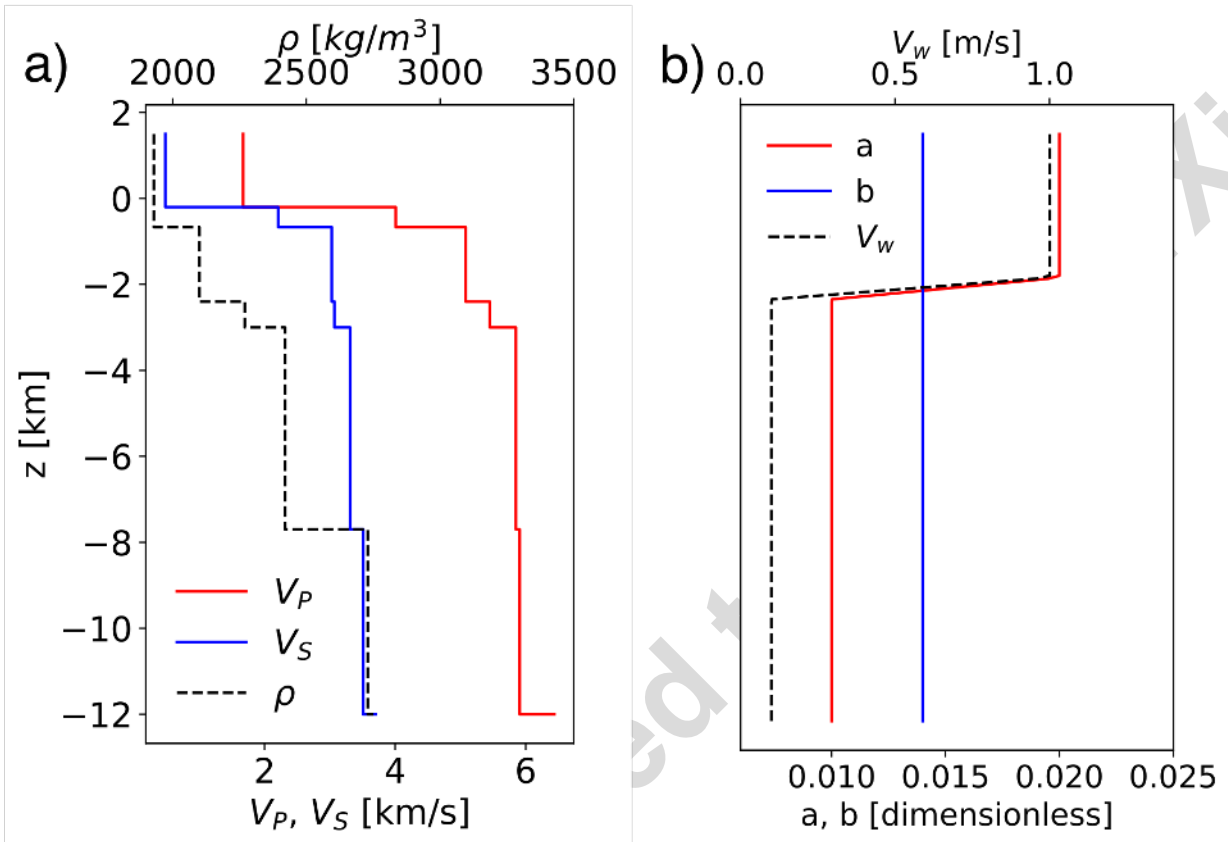 a)
ρ [kg/m³]
2000 2500 3000 3500
z [km]
2
0
−2
−4
−6
−8
−10
−12
V_P
V_S
ρ
2 4 6
V_P, V_S [km/s]
b)
V_w [m/s]
0.0 0.5 1.0
a
b
V_w
0.010 0.015 0.020 0.025
a, b [dimensionless]
ed t
Xi